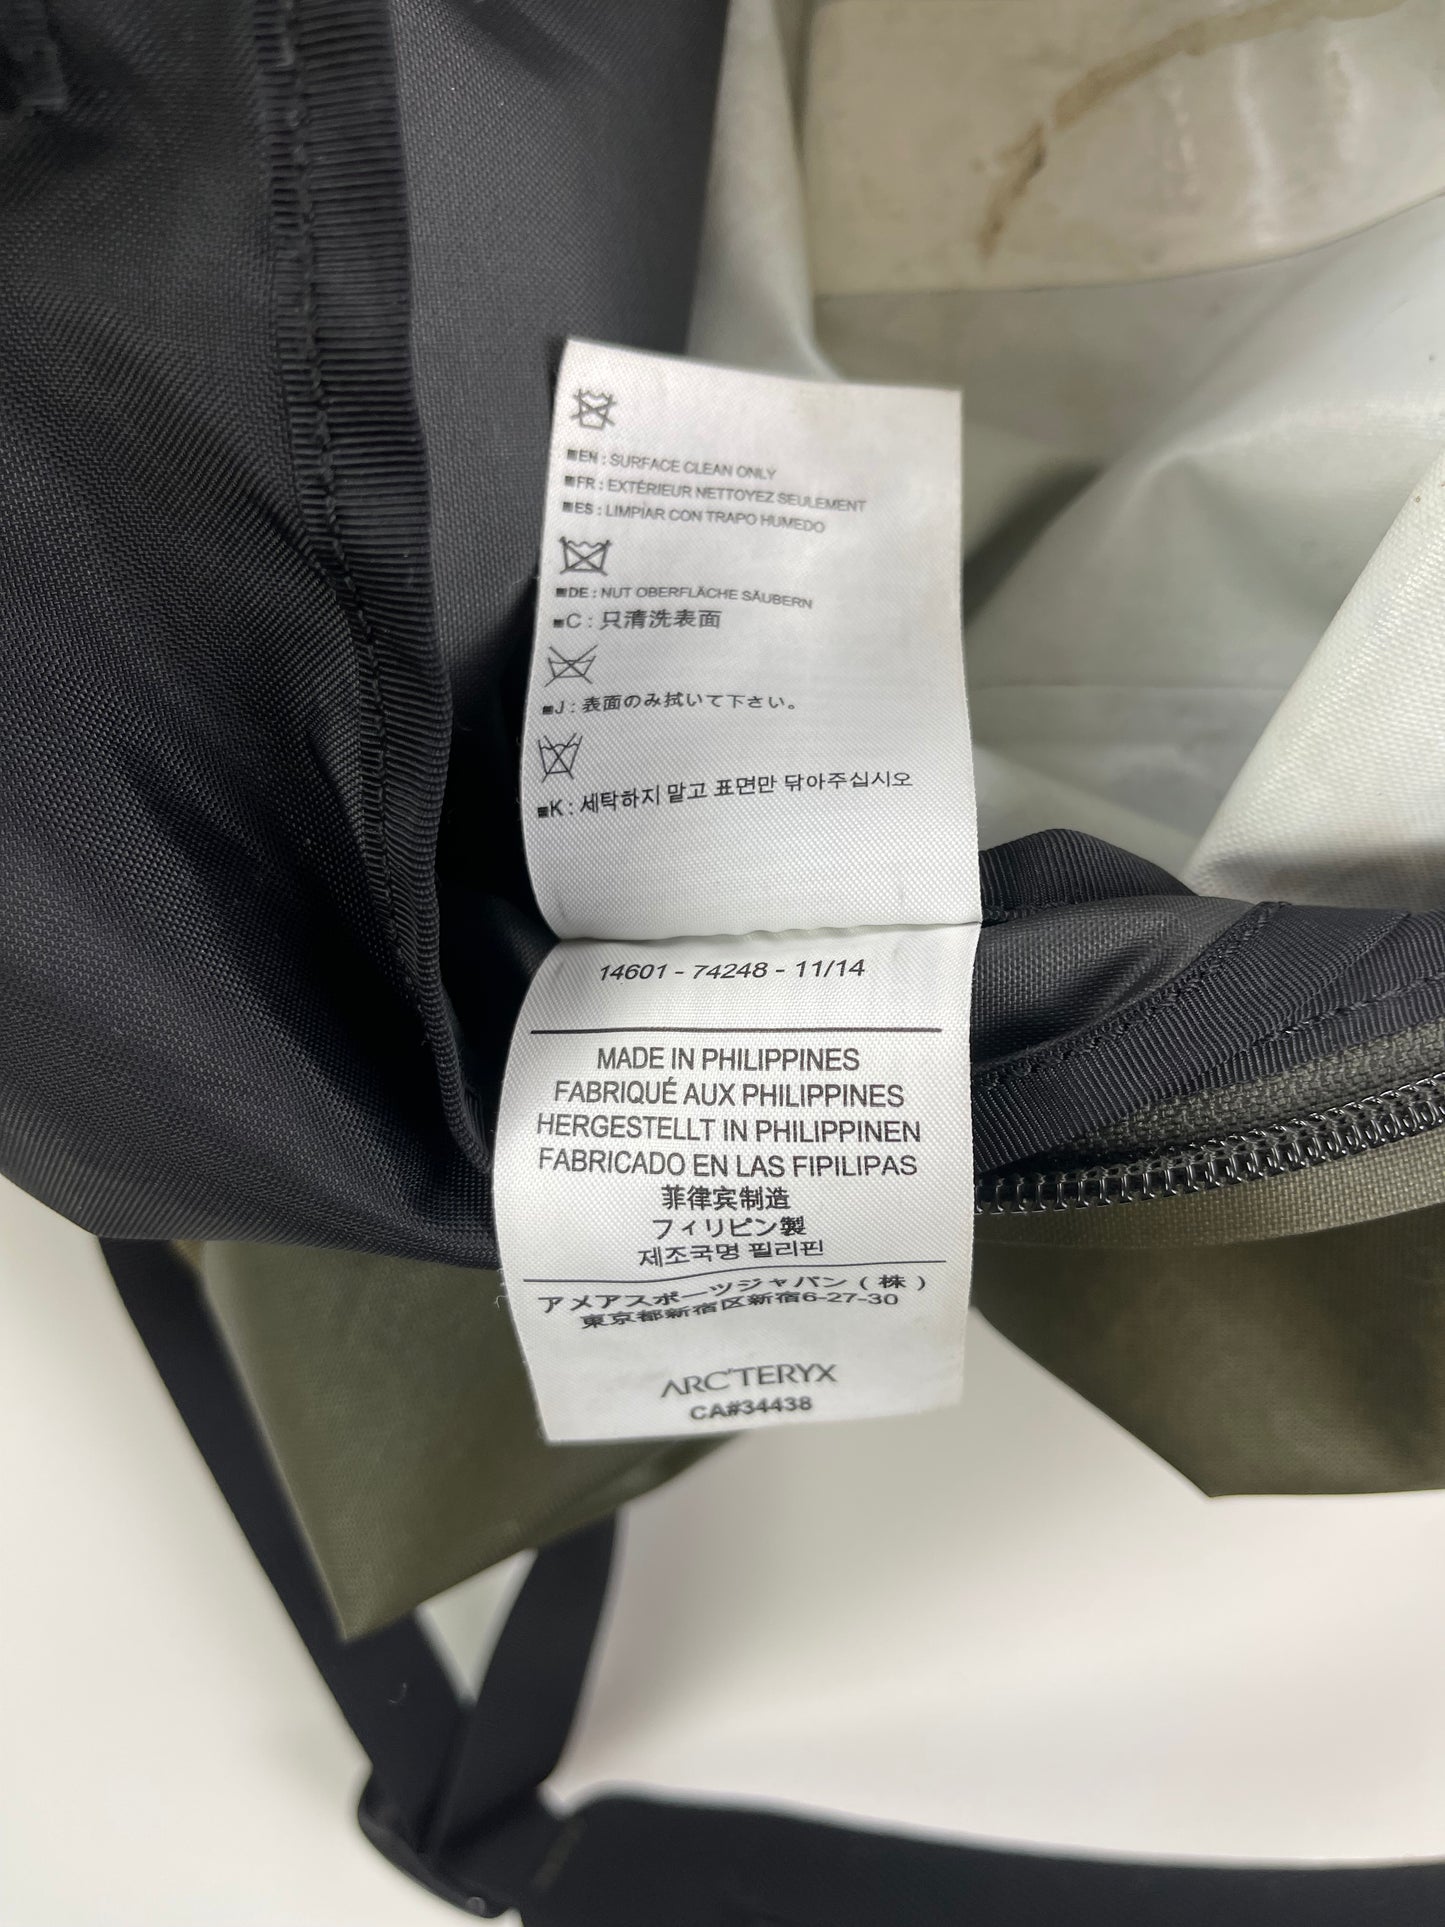 ■EN : SURFACE CLEAN ONLY
■FR : EXTÉRIEUR NETTOYEZ SEULEMENT
■ES : LIMPIAR CON TRAPO HUMEDO
■DE : NUT OBERFLÄCHE SÄUBERN
■C : 只清洗表面
■J : 表面のみ拭いて下さい。
■K : 세탁하지 맡고 표면만 닦아주십시오
14601 - 74248 - 11/14
MADE IN PHILIPPINES
FABRIQUÉ AUX PHILIPPINES
HERGESTELLT IN PHILIPPINEN
FABRICADO EN LAS FIPILIPAS
菲律宾制造
フィリピン製
제조국명 필리핀
アメアスポーツジャパン ( 株 )
東京都新宿区新宿6-27-30
ARC'TERYX
CA#34438